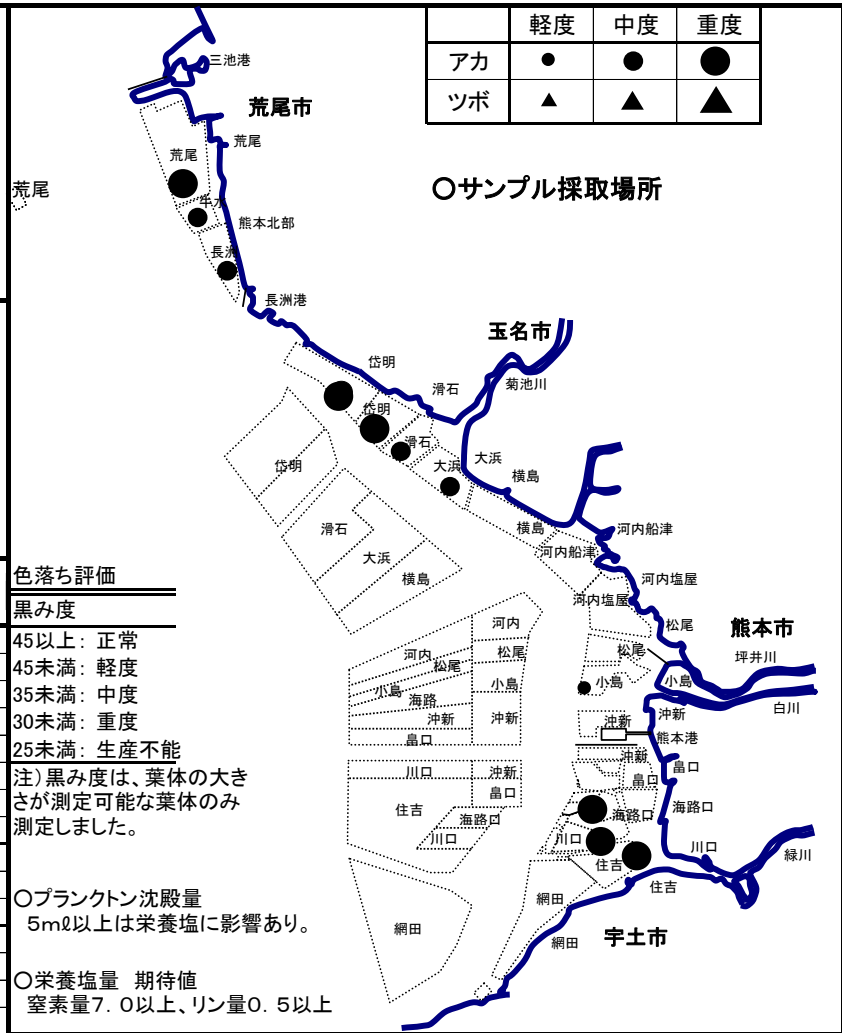 軽度 中度 重度
アカ
ツボ
三池港
荒尾市
荒尾
荒尾
荒尾
○サンプル採取場所
牛水
熊本北部
長洲
長洲港
玉名市
岱明
滑石
菊池川
岱明
滑石
大浜
大浜
横島
岱明
滑石
大浜
横島
横島
河内船津
河内船津
河内塩屋
河内塩屋
松尾
熊本市
坪井川
松尾
小島
小島
白川
沖新
沖新
熊本港
河内
松尾
小島
沖新
河内
松尾
小島
海路
沖新
畠口
川口
沖新
畠口
住吉
海路口
川口
沖新
畠口
畠口
海路口
海路口
川口
川口
緑川
住吉
住吉
網田
網田
網田
宇土市
色落ち評価
黒み度
45以上: 正常
45未満: 軽度
35未満: 中度
30未満: 重度
25未満: 生産不能
注)黒み度は、葉体の大き
さが測定可能な葉体のみ
測定しました。
○プランクトン沈殿量
5mℓ以上は栄養塩に影響あり。
○栄養塩量 期待値
窒素量7.0以上、リン量0.5以上